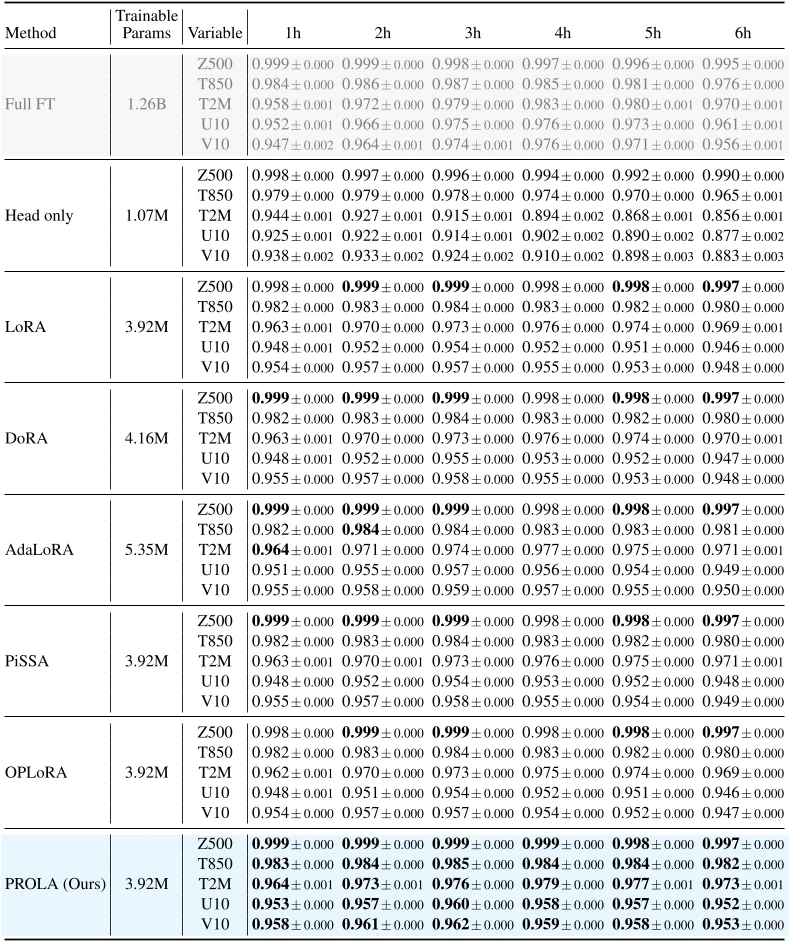 Method Trainable Params Variable 1h 2h 3h 4h 5h 6h
Z500 0.999 ± 0.000 0.999 ± 0.000 0.998 ± 0.000 0.997 ± 0.000 0.996 ± 0.000 0.995 ± 0.000
T850 0.984 ± 0.000 0.986 ± 0.000 0.987 ± 0.000 0.985 ± 0.000 0.981 ± 0.000 0.976 ± 0.000
Full FT 1.26B T2M 0.958 ± 0.001 0.972 ± 0.000 0.979 ± 0.000 0.983 ± 0.000 0.980 ± 0.001 0.970 ± 0.001
U10 0.952 ± 0.001 0.966 ± 0.000 0.975 ± 0.000 0.976 ± 0.000 0.973 ± 0.000 0.961 ± 0.001
V10 0.947 ± 0.002 0.964 ± 0.001 0.974 ± 0.001 0.976 ± 0.000 0.971 ± 0.000 0.956 ± 0.001
Z500 0.998 ± 0.000 0.997 ± 0.000 0.996 ± 0.000 0.994 ± 0.000 0.992 ± 0.000 0.990 ± 0.000
T850 0.979 ± 0.000 0.979 ± 0.000 0.978 ± 0.000 0.974 ± 0.000 0.970 ± 0.000 0.965 ± 0.001
Head only 1.07M T2M 0.944 ± 0.001 0.927 ± 0.001 0.915 ± 0.001 0.894 ± 0.002 0.868 ± 0.001 0.856 ± 0.001
U10 0.925 ± 0.001 0.922 ± 0.001 0.914 ± 0.001 0.902 ± 0.002 0.890 ± 0.002 0.877 ± 0.002
V10 0.938 ± 0.002 0.933 ± 0.002 0.924 ± 0.002 0.910 ± 0.002 0.898 ± 0.003 0.883 ± 0.003
Z500 0.998 ± 0.000 0.999 ± 0.000 0.999 ± 0.000 0.998 ± 0.000 0.998 ± 0.000 0.997 ± 0.000
T850 0.982 ± 0.000 0.983 ± 0.000 0.984 ± 0.000 0.983 ± 0.000 0.982 ± 0.000 0.980 ± 0.000
LoRA 3.92M T2M 0.963 ± 0.001 0.970 ± 0.000 0.973 ± 0.000 0.976 ± 0.000 0.974 ± 0.000 0.969 ± 0.001
U10 0.948 ± 0.001 0.952 ± 0.000 0.954 ± 0.000 0.952 ± 0.000 0.951 ± 0.000 0.946 ± 0.000
V10 0.954 ± 0.000 0.957 ± 0.000 0.957 ± 0.000 0.955 ± 0.000 0.953 ± 0.000 0.948 ± 0.000
Z500 0.999 ± 0.000 0.999 ± 0.000 0.999 ± 0.000 0.998 ± 0.000 0.998 ± 0.000 0.997 ± 0.000
T850 0.982 ± 0.000 0.983 ± 0.000 0.984 ± 0.000 0.983 ± 0.000 0.982 ± 0.000 0.980 ± 0.000
DoRA 4.16M T2M 0.963 ± 0.001 0.970 ± 0.000 0.973 ± 0.000 0.976 ± 0.000 0.974 ± 0.000 0.970 ± 0.001
U10 0.948 ± 0.001 0.952 ± 0.000 0.955 ± 0.000 0.953 ± 0.000 0.952 ± 0.000 0.947 ± 0.000
V10 0.955 ± 0.000 0.957 ± 0.000 0.958 ± 0.000 0.955 ± 0.000 0.953 ± 0.000 0.948 ± 0.000
Z500 0.999 ± 0.000 0.999 ± 0.000 0.999 ± 0.000 0.998 ± 0.000 0.998 ± 0.000 0.997 ± 0.000
T850 0.982 ± 0.000 0.984 ± 0.000 0.984 ± 0.000 0.983 ± 0.000 0.983 ± 0.000 0.981 ± 0.000
AdaLoRA 5.35M T2M 0.964 ± 0.001 0.971 ± 0.000 0.974 ± 0.000 0.977 ± 0.000 0.975 ± 0.000 0.971 ± 0.001
U10 0.951 ± 0.000 0.955 ± 0.000 0.957 ± 0.000 0.956 ± 0.000 0.954 ± 0.000 0.949 ± 0.000
V10 0.955 ± 0.000 0.958 ± 0.000 0.959 ± 0.000 0.957 ± 0.000 0.955 ± 0.000 0.950 ± 0.000
Z500 0.999 ± 0.000 0.999 ± 0.000 0.999 ± 0.000 0.998 ± 0.000 0.998 ± 0.000 0.997 ± 0.000
T850 0.982 ± 0.000 0.983 ± 0.000 0.984 ± 0.000 0.983 ± 0.000 0.982 ± 0.000 0.980 ± 0.000
PiSSA 3.92M T2M 0.963 ± 0.001 0.970 ± 0.001 0.973 ± 0.000 0.976 ± 0.000 0.975 ± 0.000 0.971 ± 0.001
U10 0.948 ± 0.000 0.952 ± 0.000 0.954 ± 0.000 0.953 ± 0.000 0.952 ± 0.000 0.948 ± 0.000
V10 0.955 ± 0.000 0.957 ± 0.000 0.958 ± 0.000 0.955 ± 0.000 0.954 ± 0.000 0.949 ± 0.000
Z500 0.998 ± 0.000 0.999 ± 0.000 0.999 ± 0.000 0.998 ± 0.000 0.998 ± 0.000 0.997 ± 0.000
T850 0.982 ± 0.000 0.983 ± 0.000 0.984 ± 0.000 0.983 ± 0.000 0.982 ± 0.000 0.980 ± 0.000
OPLoRA 3.92M T2M 0.962 ± 0.001 0.970 ± 0.000 0.973 ± 0.000 0.975 ± 0.000 0.974 ± 0.000 0.969 ± 0.000
U10 0.948 ± 0.001 0.951 ± 0.000 0.954 ± 0.000 0.952 ± 0.000 0.951 ± 0.000 0.946 ± 0.000
V10 0.954 ± 0.000 0.957 ± 0.000 0.957 ± 0.000 0.954 ± 0.000 0.952 ± 0.000 0.947 ± 0.000
Z500 0.999 ± 0.000 0.999 ± 0.000 0.999 ± 0.000 0.999 ± 0.000 0.998 ± 0.000 0.997 ± 0.000
T850 0.983 ± 0.000 0.984 ± 0.000 0.985 ± 0.000 0.984 ± 0.000 0.984 ± 0.000 0.982 ± 0.000
PROLA (Ours) 3.92M T2M 0.964 ± 0.001 0.973 ± 0.001 0.976 ± 0.000 0.979 ± 0.000 0.977 ± 0.001 0.973 ± 0.001
U10 0.953 ± 0.000 0.957 ± 0.000 0.960 ± 0.000 0.958 ± 0.000 0.957 ± 0.000 0.952 ± 0.000
V10 0.958 ± 0.000 0.961 ± 0.000 0.962 ± 0.000 0.959 ± 0.000 0.958 ± 0.000 0.953 ± 0.000